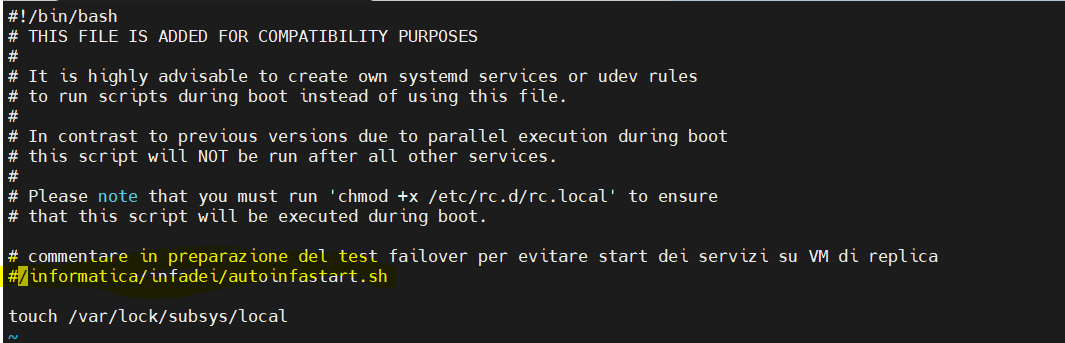 #!/bin/bash
# THIS FILE IS ADDED FOR COMPATIBILITY PURPOSES
#
# It is highly advisable to create own systemd services or udev rules
# to run scripts during boot instead of using this file.
#
# In contrast to previous versions due to parallel execution during boot
# this script will NOT be run after all other services.
#
# Please note that you must run 'chmod +x /etc/rc.d/rc.local' to ensure
# that this script will be executed during boot.
# commentare in preparazione del test failover per evitare start dei servizi su VM di replica
#/informatica/infadei/autoinfastart.sh
touch /var/lock/subsys/local
~